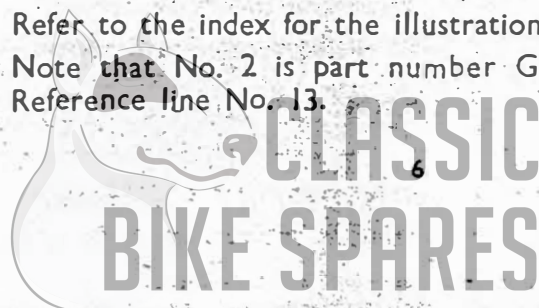 Refer to the index for the illustration
Note that No. 2 is part number G
Reference line No. 13.
6
CLASSIC
BIKE SPARES